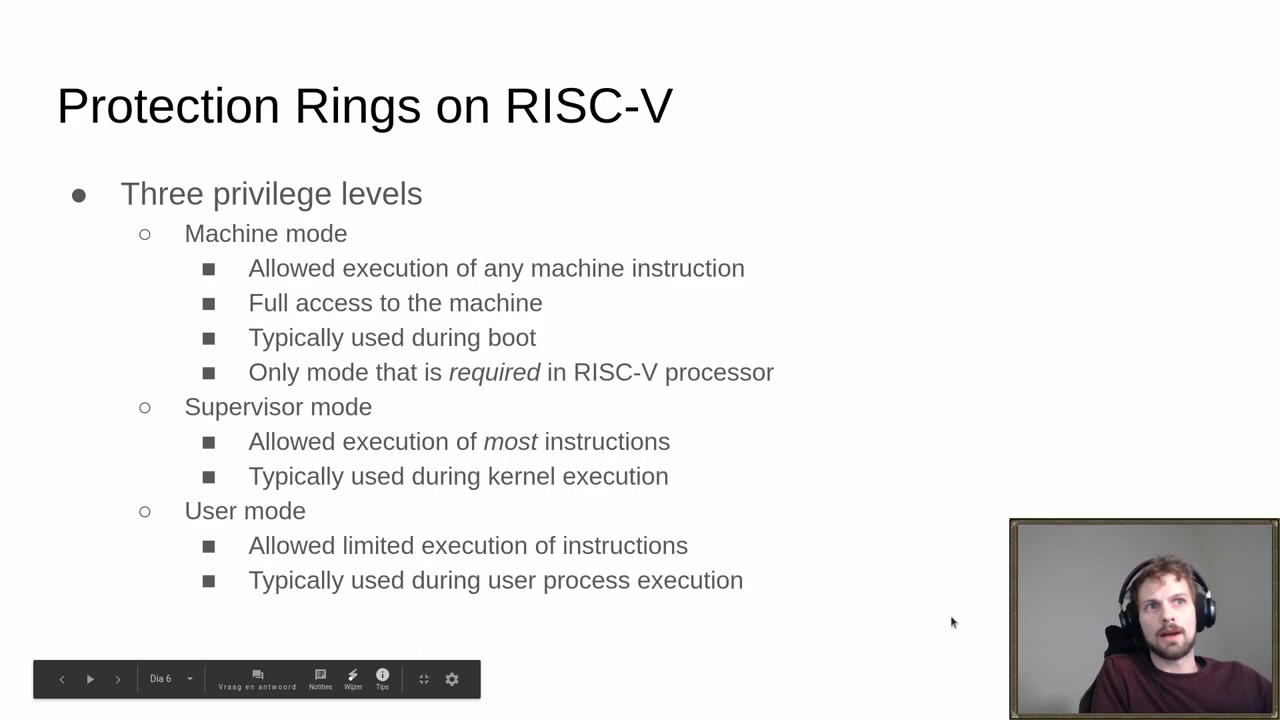 Protection Rings on RISC-V
Three privilege levels
Machine mode
Allowed execution of any machine instruction
Full access to the machine
Typically used during boot
Only mode that is required in RISC-V processor
Supervisor mode
Allowed execution of most instructions
Typically used during kernel execution
User mode
Allowed limited execution of instructions
Typically used during user process execution
Dia 6
Vraag en antwoord
Notities
Wijzer
Tips